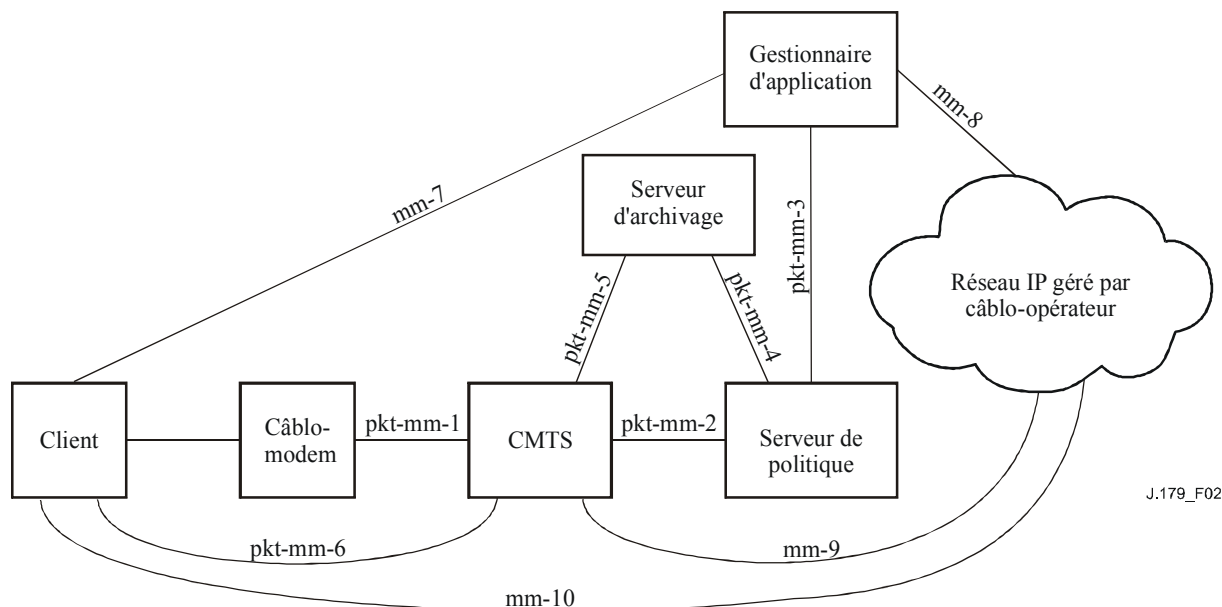 Gestionnaire
d'application
mm-8
mm-7
Serveur
d'archivage
pkt-mm-3
pkt-mm-5
pkt-mm-4
Réseau IP géré par
câblo-opérateur
Client
Câblo-
modem
pkt-mm-1
CMTS
pkt-mm-2
Serveur de
politique
J.179_F02
pkt-mm-6
mm-9
mm-10